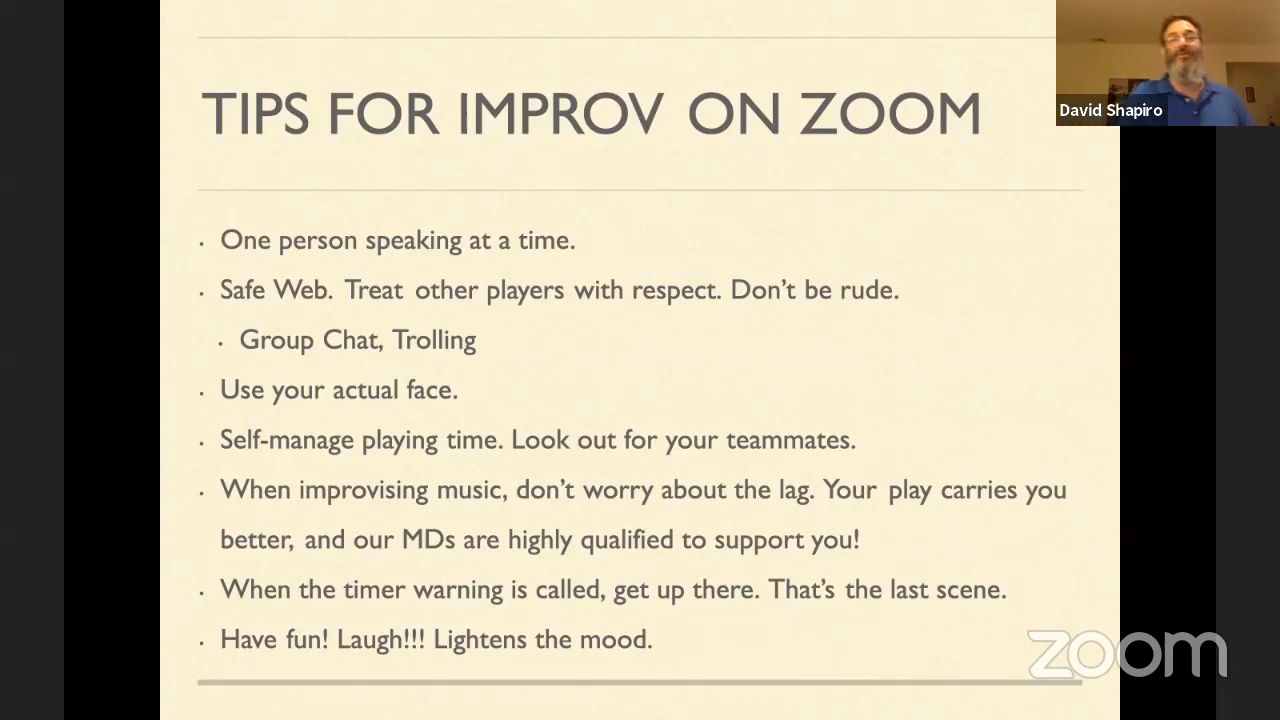 TIPS FOR IMPROV ON ZOOM
David Shapiro
· One person speaking at a time.
· Safe Web. Treat other players with respect. Don't be rude.
· Group Chat, Trolling
· Use your actual face.
· Self-manage playing time. Look out for your teammates.
· When improvising music, don't worry about the lag. Your play carries you
better, and our MDs are highly qualified to support you!
· When the timer warning is called, get up there. That's the last scene.
· Have fun! Laugh!!! Lightens the mood.
zoom